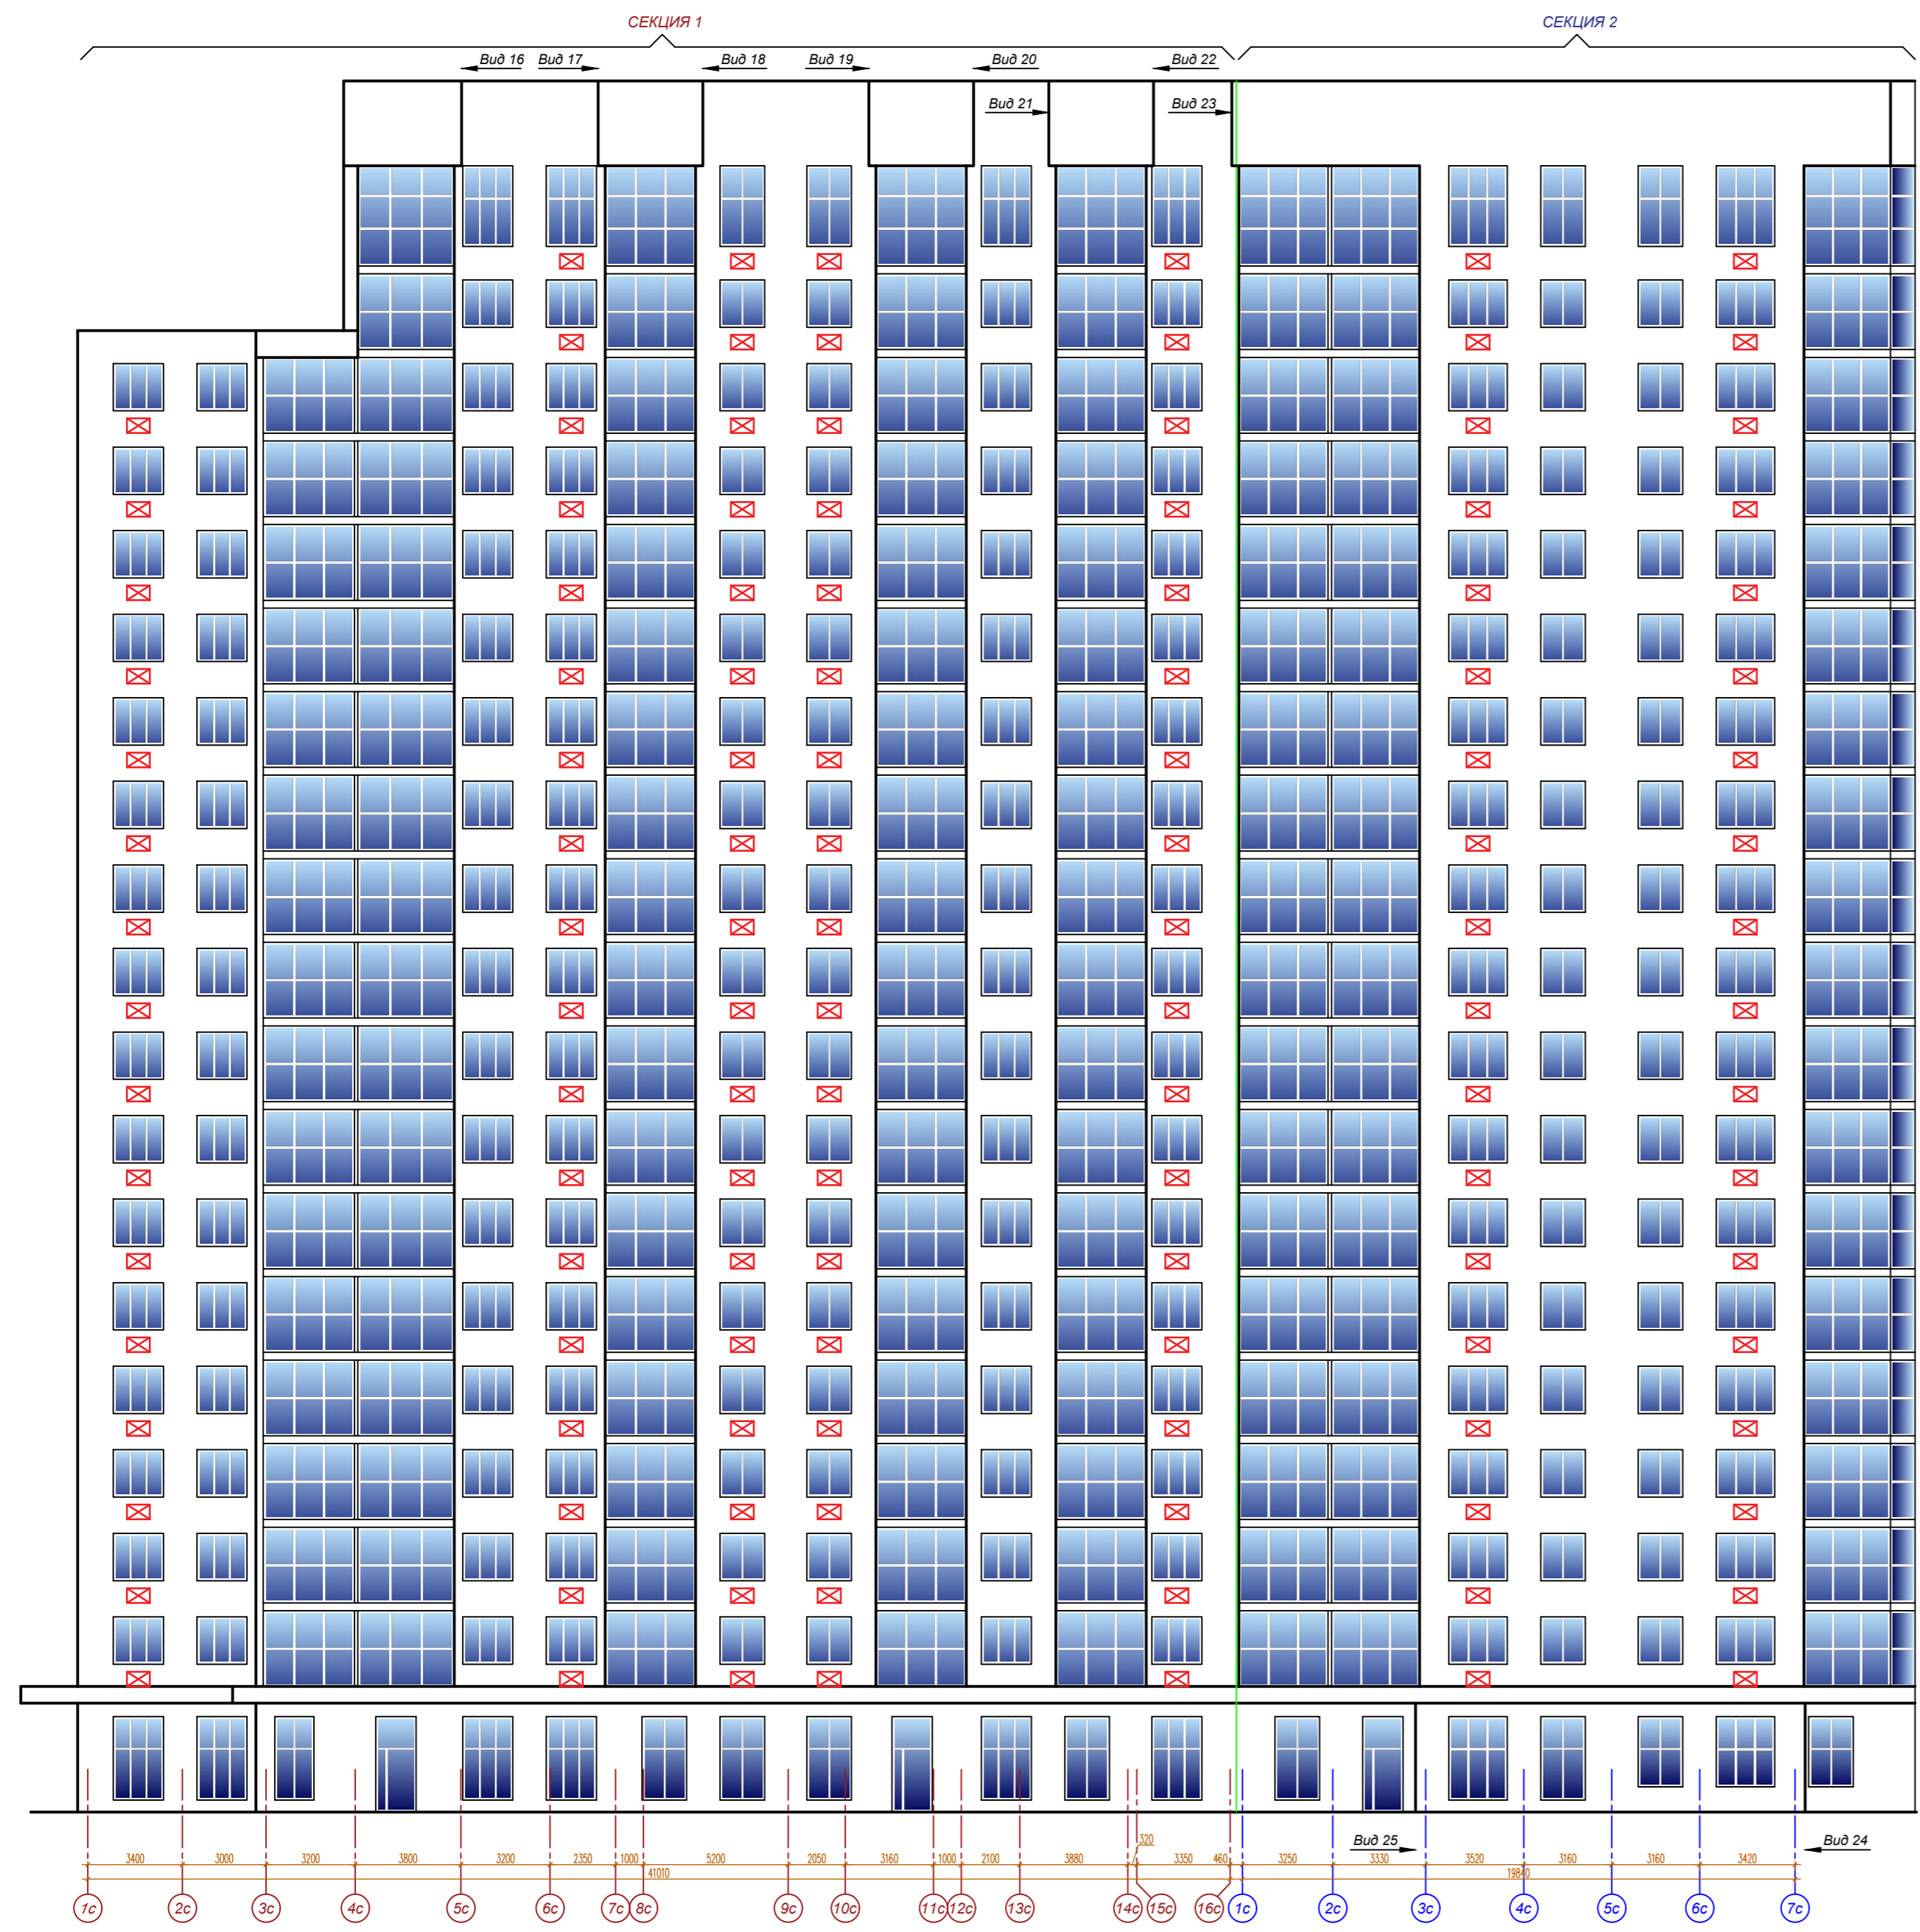 СЕКЦИЯ 1
СЕКЦИЯ 2
Вид 16
Вид 17
Вид 18
Вид 19
Вид 20
Вид 22
Вид 21
Вид 23
Вид 25
Вид 24
320
3400
3000
3200
3800
3200
2350
1000
5200
2050
3160
1000
2100
3880
3350
460
3250
3330
3520
3160
3160
3420
41010
19840
1с
2с
3с
4с
5с
6с
7с
8с
9с
10с
11с
12с
13с
14с
15с
16с
1с
2с
3с
4с
5с
6с
7с